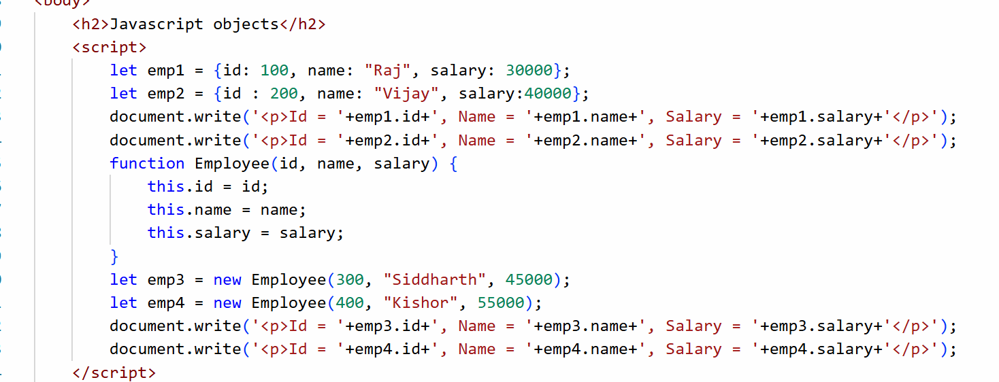 <body>
<h2>Javascript objects</h2>
<script>
let emp1 = {id: 100, name: "Raj", salary: 30000};
let emp2 = {id : 200, name: "Vijay", salary:40000};
document.write('<p>Id = '+emp1.id+', Name = '+emp1.name+', Salary = '+emp1.salary+'</p>');
document.write('<p>Id = '+emp2.id+', Name = '+emp2.name+', Salary = '+emp2.salary+'</p>');
function Employee(id, name, salary) {
this.id = id;
this.name = name;
this.salary = salary;
}
let emp3 = new Employee(300, "Siddharth", 45000);
let emp4 = new Employee(400, "Kishor", 55000);
document.write('<p>Id = '+emp3.id+', Name = '+emp3.name+', Salary = '+emp3.salary+'</p>');
document.write('<p>Id = '+emp4.id+', Name = '+emp4.name+', Salary = '+emp4.salary+'</p>');
</script>